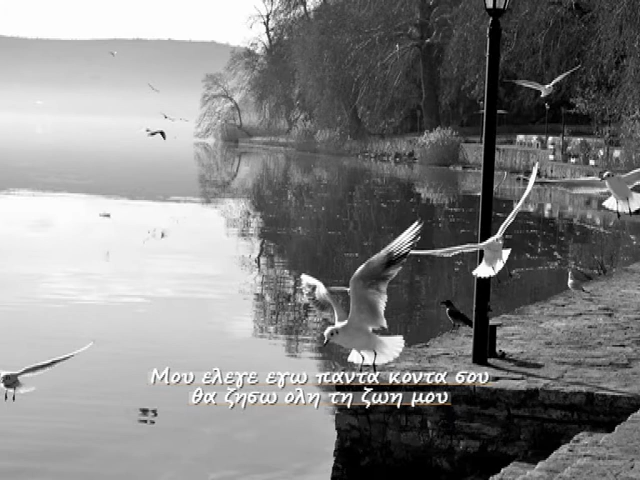 Μου ελεγε εγω παντα κοντα σου
θα ζησω ολη τη ζωη μου